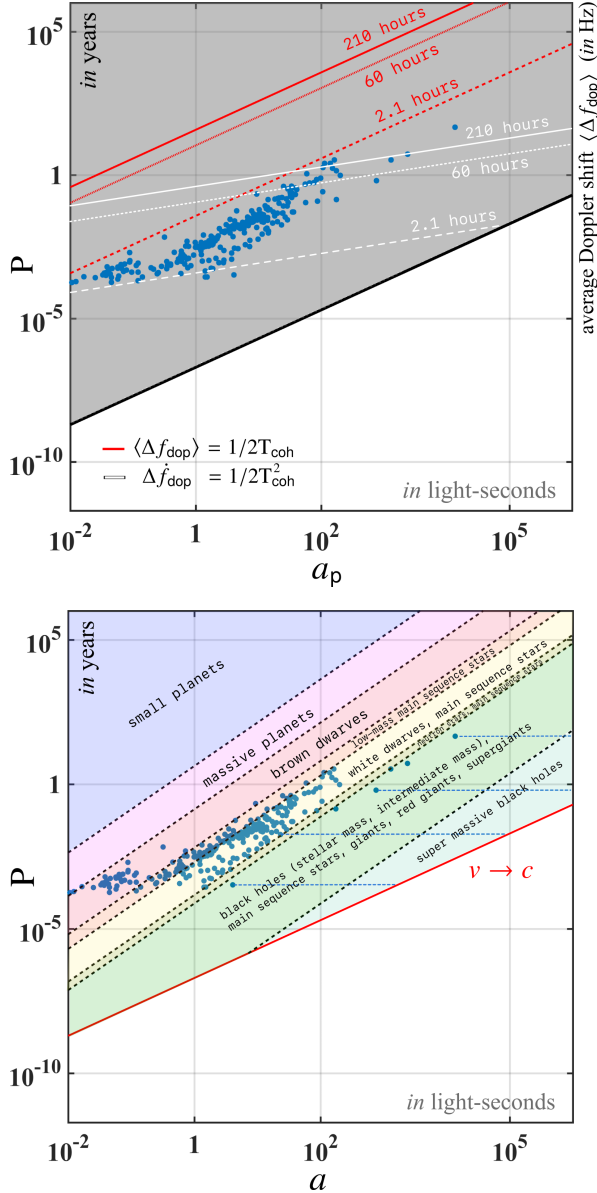 10^5
in years
210 hours
60 hours
2.1 hours
210 hours
60 hours
2.1 hours
1
P
10^-5
10^-10
⟨Δf_dop⟩ = 1/2T_coh
Δḟ_dop = 1/2T_coh^2
in light-seconds
10^-2
1
10^2
10^5
a_p
average Doppler shift ⟨Δf_dop⟩ (in Hz)
10^5
in years
small planets
massive planets
brown dwarves
low-mass main sequence stars
white dwarves, main sequence stars
black holes (stellar mass, intermediate mass),
main sequence stars, giants, red giants, supergiants
super massive black holes
v → c
1
P
10^-5
10^-10
in light-seconds
10^-2
1
10^2
10^5
a